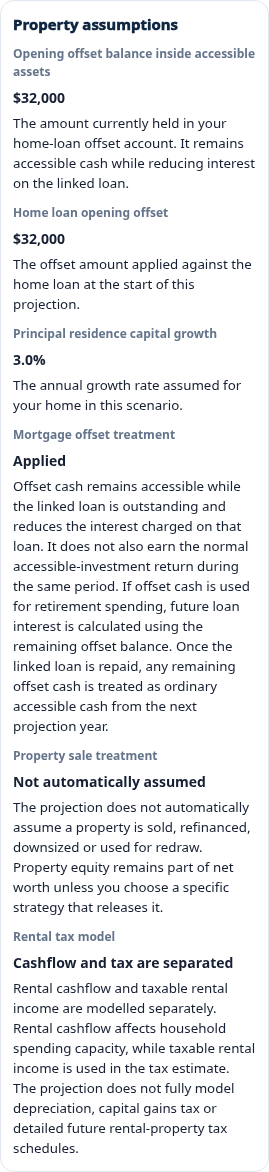 Property assumptions
Opening offset balance inside accessible
assets
$32,000
The amount currently held in your
home-loan offset account. It remains
accessible cash while reducing interest
on the linked loan.
Home loan opening offset
$32,000
The offset amount applied against the
home loan at the start of this
projection.
Principal residence capital growth
3.0%
The annual growth rate assumed for
your home in this scenario.
Mortgage offset treatment
Applied
Offset cash remains accessible while
the linked loan is outstanding and
reduces the interest charged on that
loan. It does not also earn the normal
accessible-investment return during
the same period. If offset cash is used
for retirement spending, future loan
interest is calculated using the
remaining offset balance. Once the
linked loan is repaid, any remaining
offset cash is treated as ordinary
accessible cash from the next
projection year.
Property sale treatment
Not automatically assumed
The projection does not automatically
assume a property is sold, refinanced,
downsized or used for redraw.
Property equity remains part of net
worth unless you choose a specific
strategy that releases it.
Rental tax model
Cashflow and tax are separated
Rental cashflow and taxable rental
income are modelled separately.
Rental cashflow affects household
spending capacity, while taxable rental
income is used in the tax estimate.
The projection does not fully model
depreciation, capital gains tax or
detailed future rental-property tax
schedules.